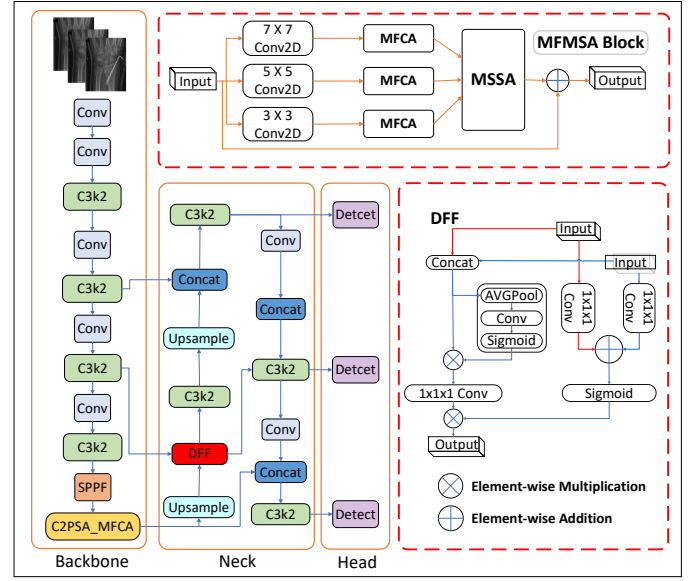 Conv
Conv
C3k2
Conv
C3k2
Conv
C3k2
Conv
C3k2
SPPF
C2PSA_MFCA
Backbone
C3k2
Concat
Upsample
C3k2
DFF
Upsample
Conv
Concat
C3k2
Conv
Concat
C3k2
Neck
Detcet
Detcet
Detect
Head
MFMSA Block
Input
7 X 7
Conv2D
5 X 5
Conv2D
3 X 3
Conv2D
MFCA
MFCA
MFCA
MSSA
Output
DFF
Input
Input
Concat
AVGPool
Conv
Sigmoid
1x1x1
Conv
1x1x1
Conv
1x1x1 Conv
Sigmoid
Output
Element-wise Multiplication
Element-wise Addition